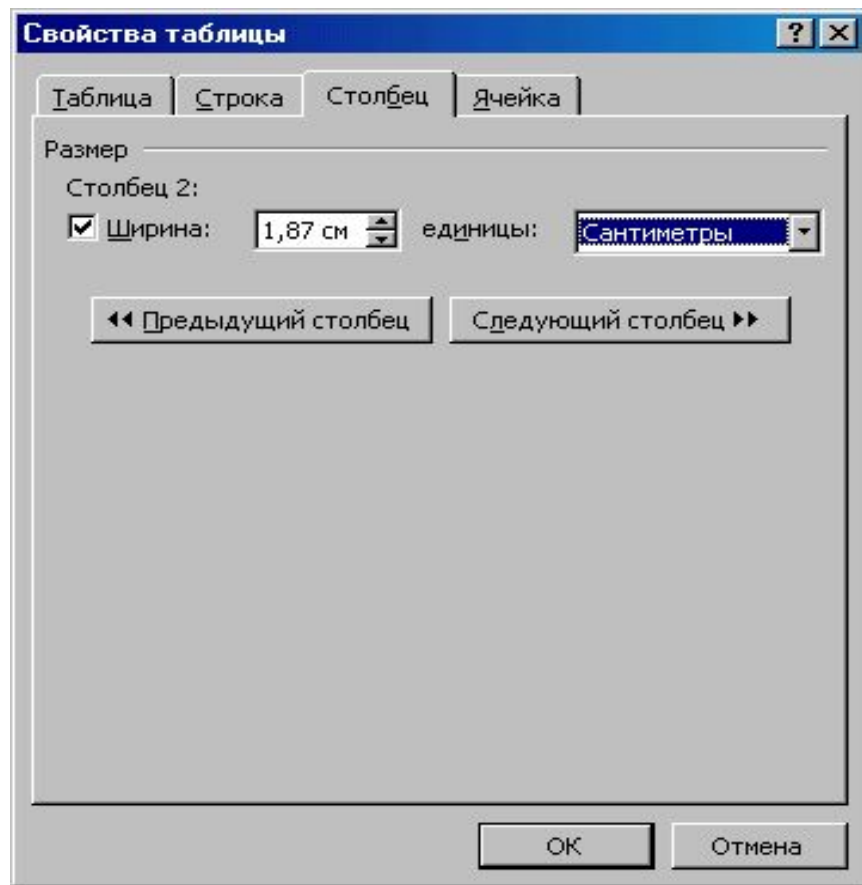 Свойства таблицы
Таблица Строка Столбец Ячейка
Размер
Столбец 2:
Ширина: 1,87 см единицы: Сантиметры
Предыдущий столбец Следующий столбец
ОК Отмена